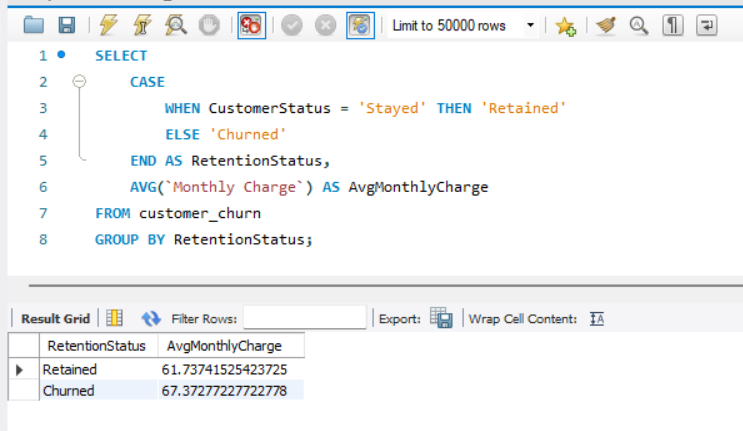 Limit to 50000 rows
1 SELECT
2 CASE
3 WHEN CustomerStatus = 'Stayed' THEN 'Retained'
4 ELSE 'Churned'
5 END AS RetentionStatus,
6 AVG(`Monthly Charge`) AS AvgMonthlyCharge
7 FROM customer_churn
8 GROUP BY RetentionStatus;
Result Grid Filter Rows: Export: Wrap Cell Content:
RetentionStatus AvgMonthlyCharge
Retained 61.73741525423725
Churned 67.37277227722778